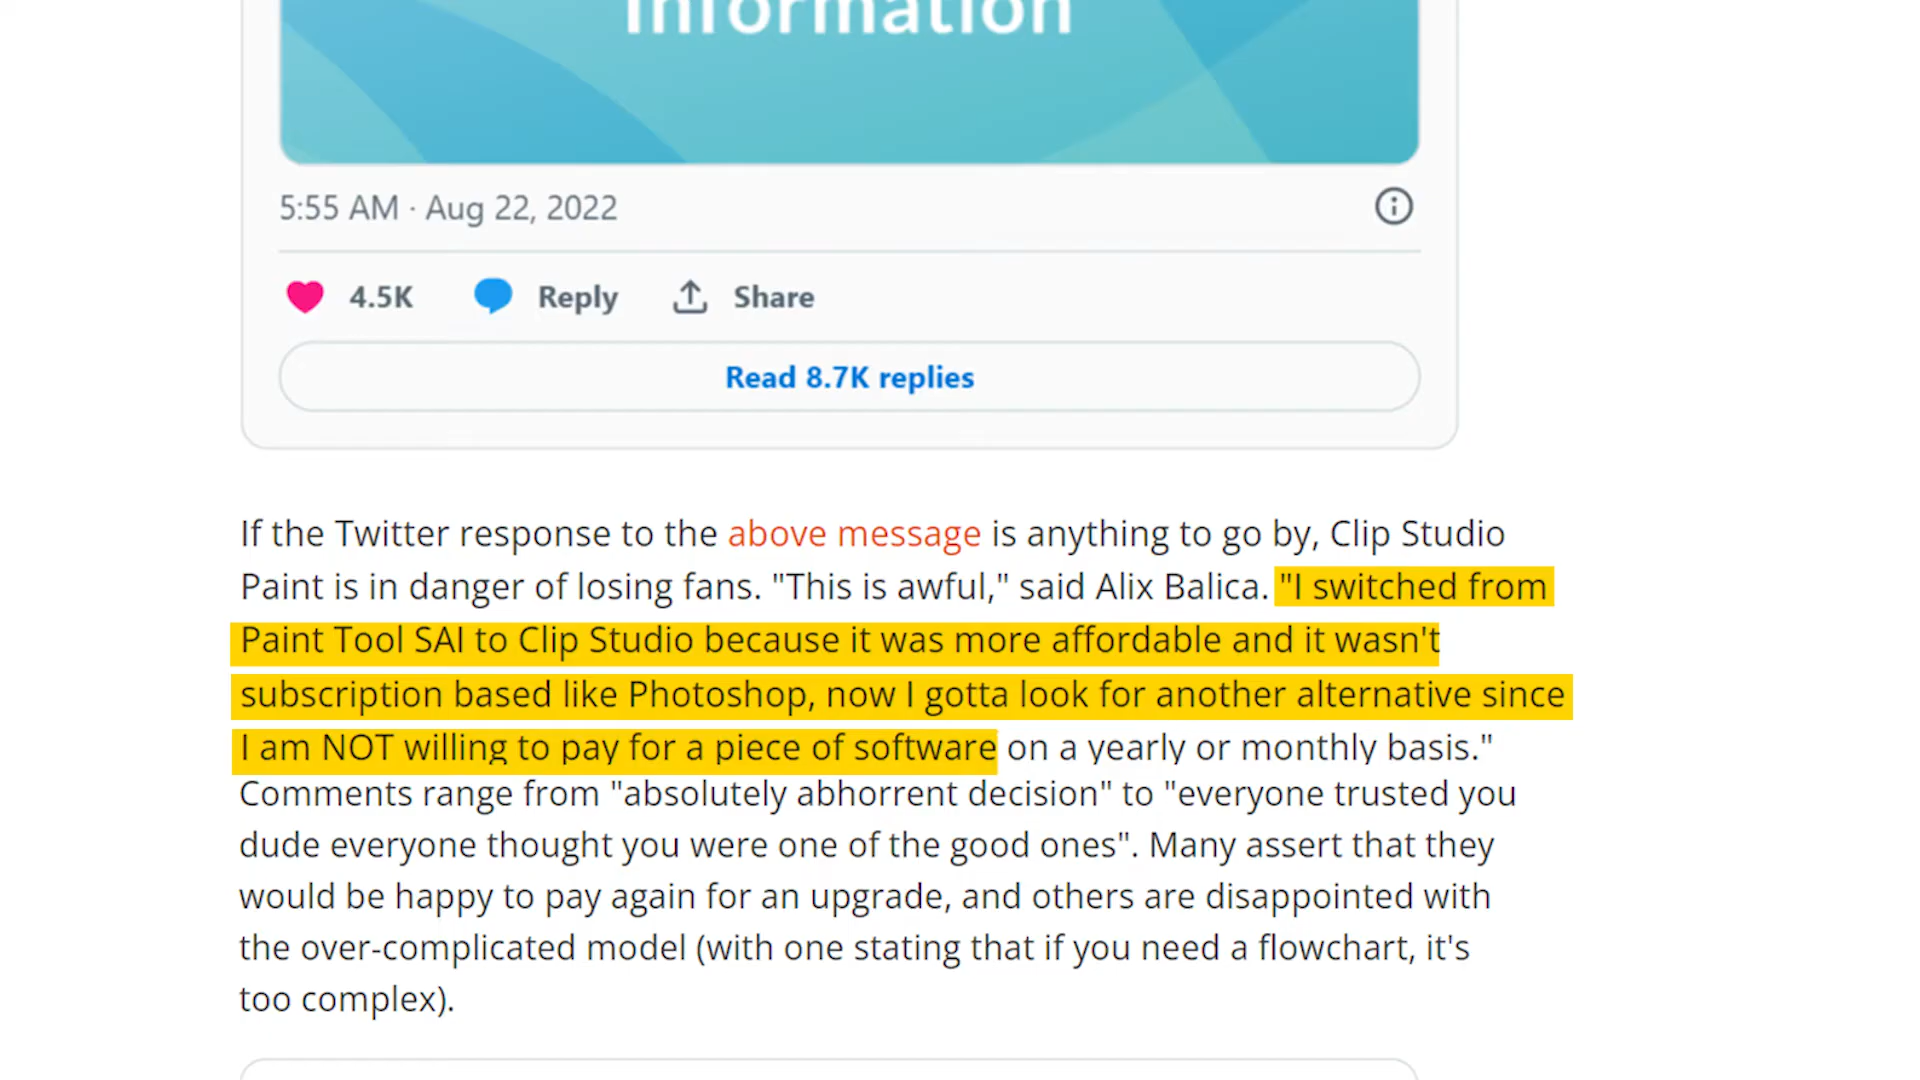 Information
5:55 AM · Aug 22, 2022
4.5K Reply Share
Read 8.7K replies
If the Twitter response to the above message is anything to go by, Clip Studio
Paint is in danger of losing fans. "This is awful," said Alix Balica. "I switched from
Paint Tool SAI to Clip Studio because it was more affordable and it wasn't
subscription based like Photoshop, now I gotta look for another alternative since
I am NOT willing to pay for a piece of software on a yearly or monthly basis."
Comments range from "absolutely abhorrent decision" to "everyone trusted you
dude everyone thought you were one of the good ones". Many assert that they
would be happy to pay again for an upgrade, and others are disappointed with
the over-complicated model (with one stating that if you need a flowchart, it's
too complex).